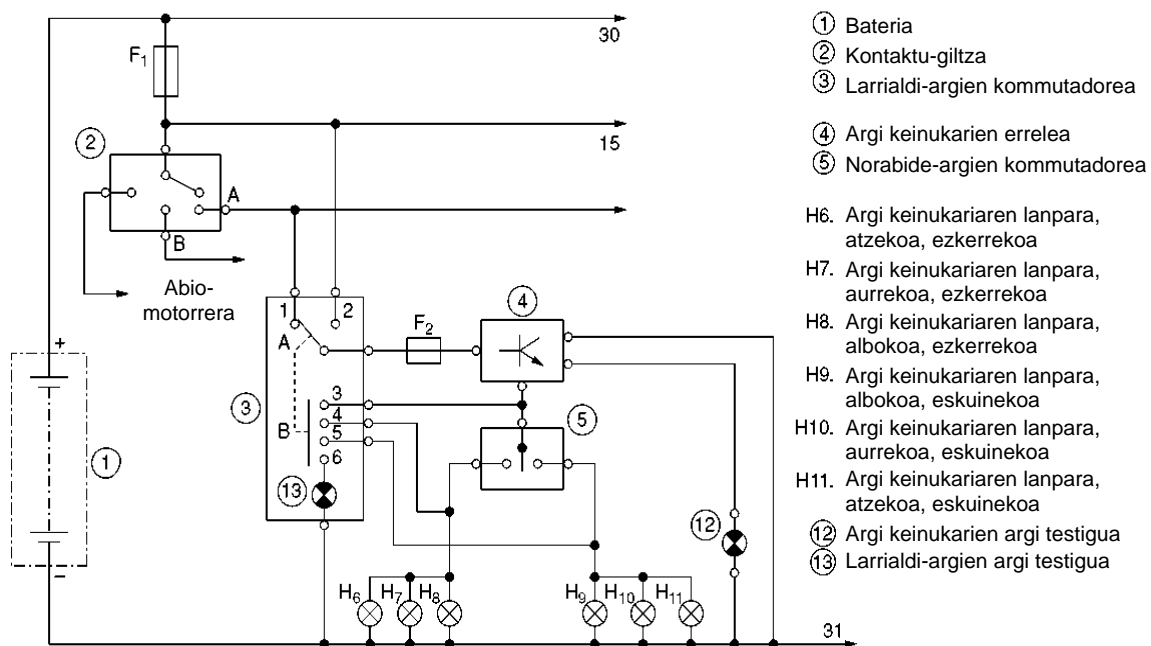 30
F1
15
2
A
B
Abio-
motorrera
1 2
A
F2
4
3
3
4
B
5
6
5
13
+
1
–
12
H6 H7 H8
H9 H10 H11
31
1 Bateria
2 Kontaktu-giltza
3 Larrialdi-argien kommutadorea
4 Argi keinukarien errelea
5 Norabide-argien kommutadorea
H6. Argi keinukariaren lanpara,
atzekoa, ezkerrekoa
H7. Argi keinukariaren lanpara,
aurrekoa, ezkerrekoa
H8. Argi keinukariaren lanpara,
albokoa, ezkerrekoa
H9. Argi keinukariaren lanpara,
albokoa, eskuinekoa
H10. Argi keinukariaren lanpara,
aurrekoa, eskuinekoa
H11. Argi keinukariaren lanpara,
atzekoa, eskuinekoa
12 Argi keinukarien argi testigua
13 Larrialdi-argien argi testigua